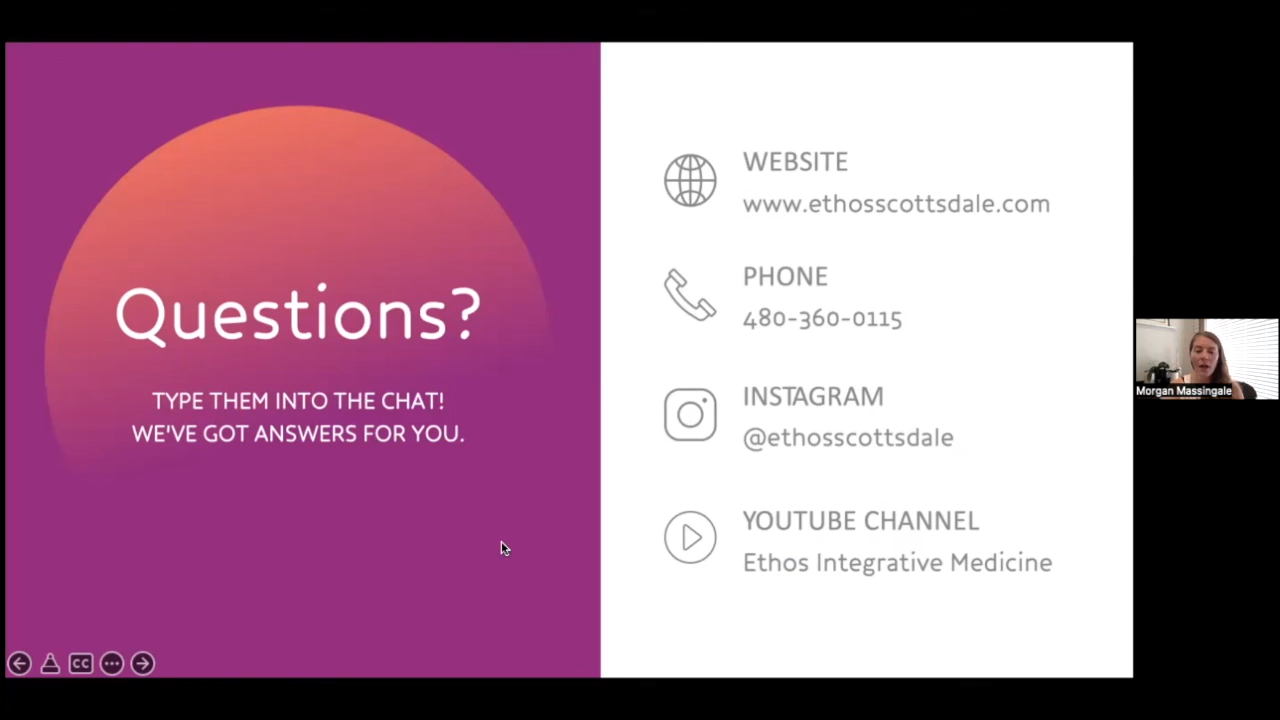 Questions?
TYPE THEM INTO THE CHAT!
WE'VE GOT ANSWERS FOR YOU.
WEBSITE
www.ethosscottsdale.com
PHONE
480-360-0115
INSTAGRAM
@ethosscottsdale
YOUTUBE CHANNEL
Ethos Integrative Medicine
Morgan Massingale
CC